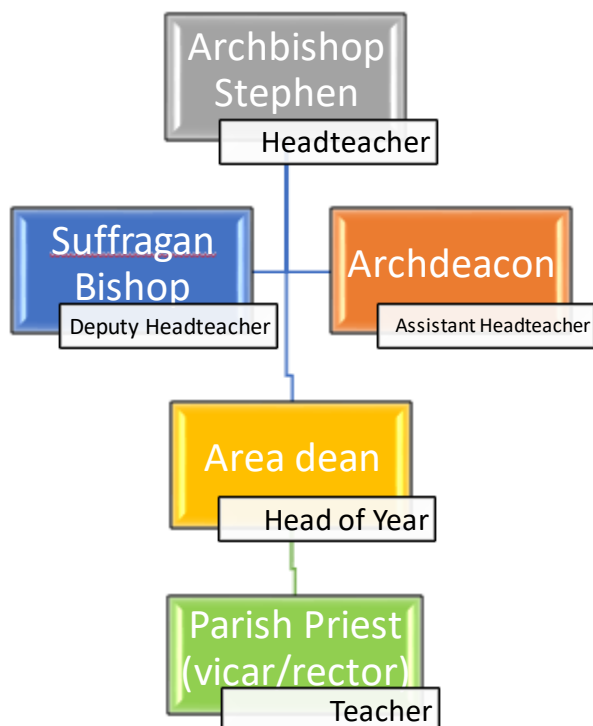 Archbishop
Stephen
Headteacher
Suffragan
Bishop
Deputy Headteacher
Archdeacon
Assistant Headteacher
Area dean
Head of Year
Parish Priest
(vicar/rector)
Teacher